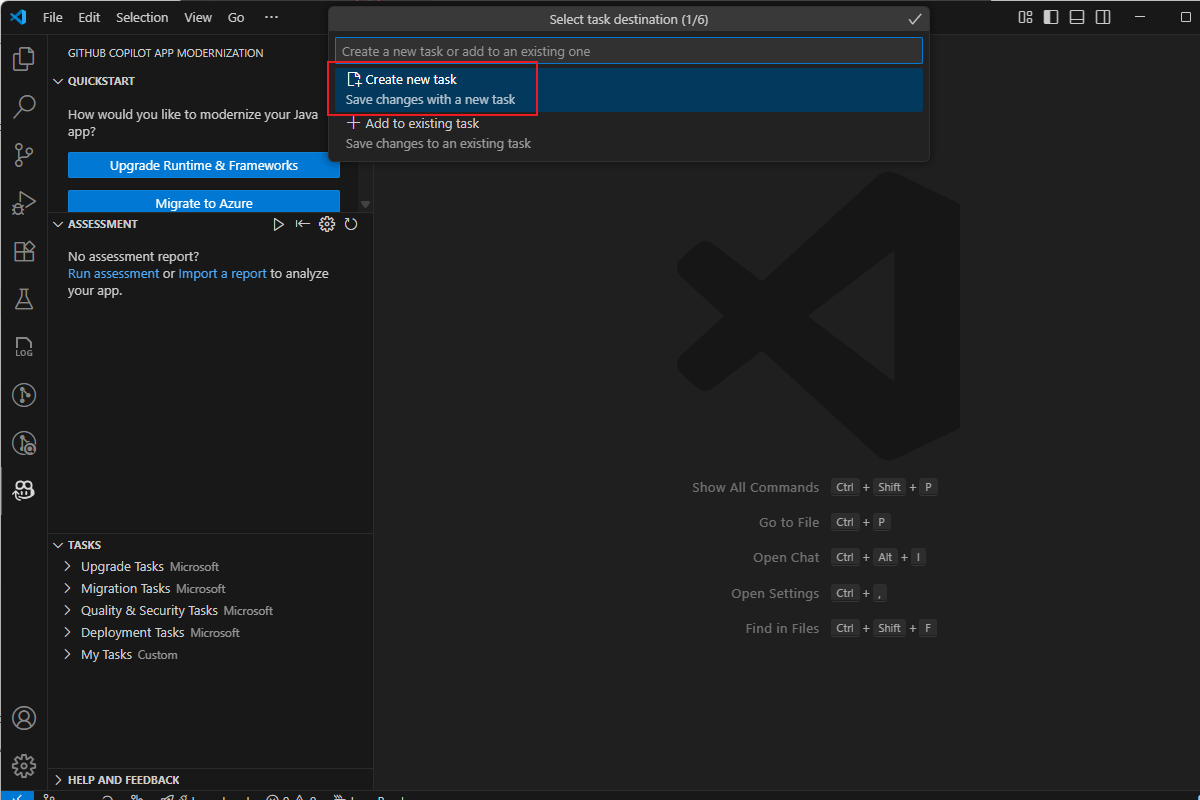 File Edit Selection View Go ···
Select task destination (1/6)
Create a new task or add to an existing one
Create new task
Save changes with a new task
Add to existing task
Save changes to an existing task
GITHUB COPILOT APP MODERNIZATION
QUICKSTART
How would you like to modernize your Java
app?
Upgrade Runtime & Frameworks
Migrate to Azure
ASSESSMENT
No assessment report?
Run assessment or Import a report to analyze
your app.
LOG
TASKS
Upgrade Tasks Microsoft
Migration Tasks Microsoft
Quality & Security Tasks Microsoft
Deployment Tasks Microsoft
My Tasks Custom
HELP AND FEEDBACK
Show All Commands Ctrl + Shift + P
Go to File Ctrl + P
Open Chat Ctrl + Alt + I
Open Settings Ctrl + ,
Find in Files Ctrl + Shift + F